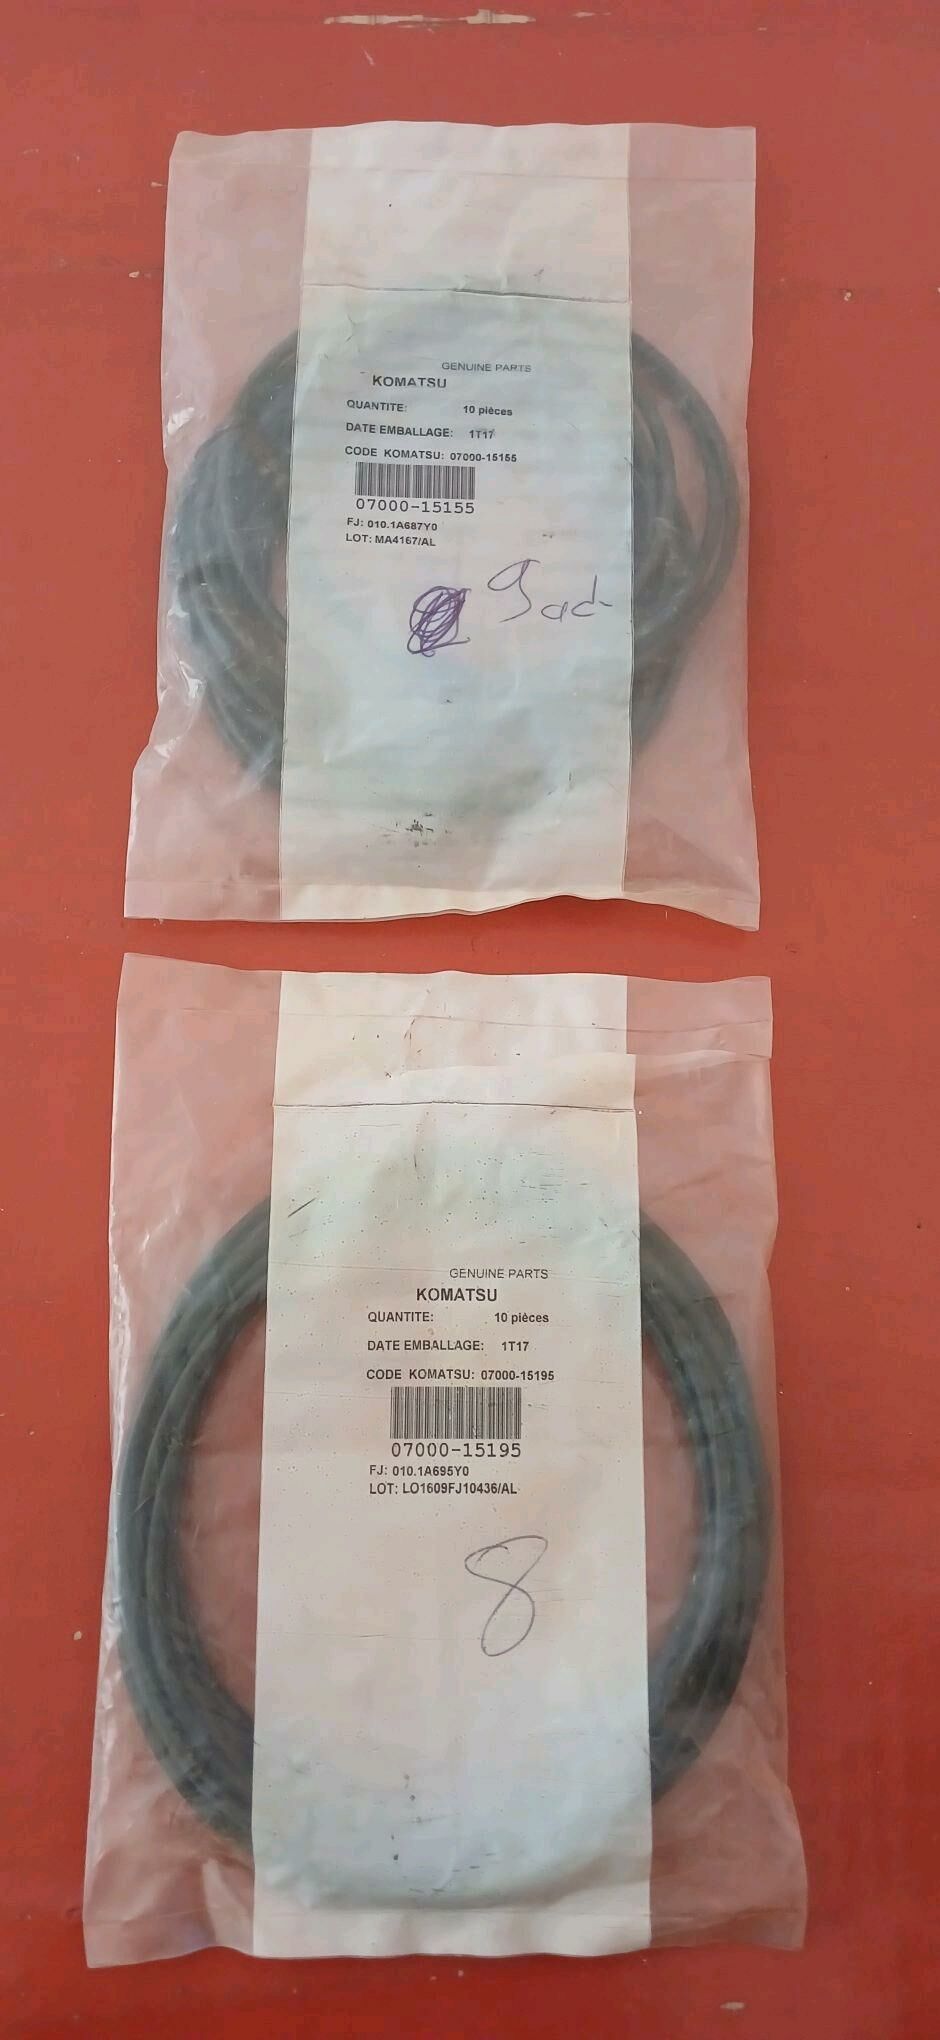 GENUINE PARTS
KOMATSU
QUANTITE: 10 pièces
DATE EMBALLAGE: 1T17
CODE KOMATSU: 07000-15155
07000-15155
FJ: 010.1A687Y0
LOT: MA4167/AL
9 ad
GENUINE PARTS
KOMATSU
QUANTITE: 10 pièces
DATE EMBALLAGE: 1T17
CODE KOMATSU: 07000-15195
07000-15195
FJ: 010.1A695Y0
LOT: LO1609FJ10436/AL
8